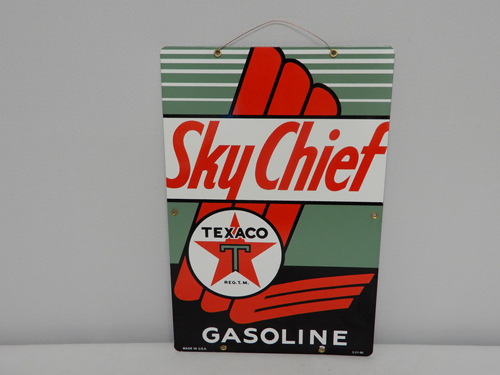 Sky Chief
TEXACO
T
REG. T.M.
GASOLINE
MADE IN U.S.A.